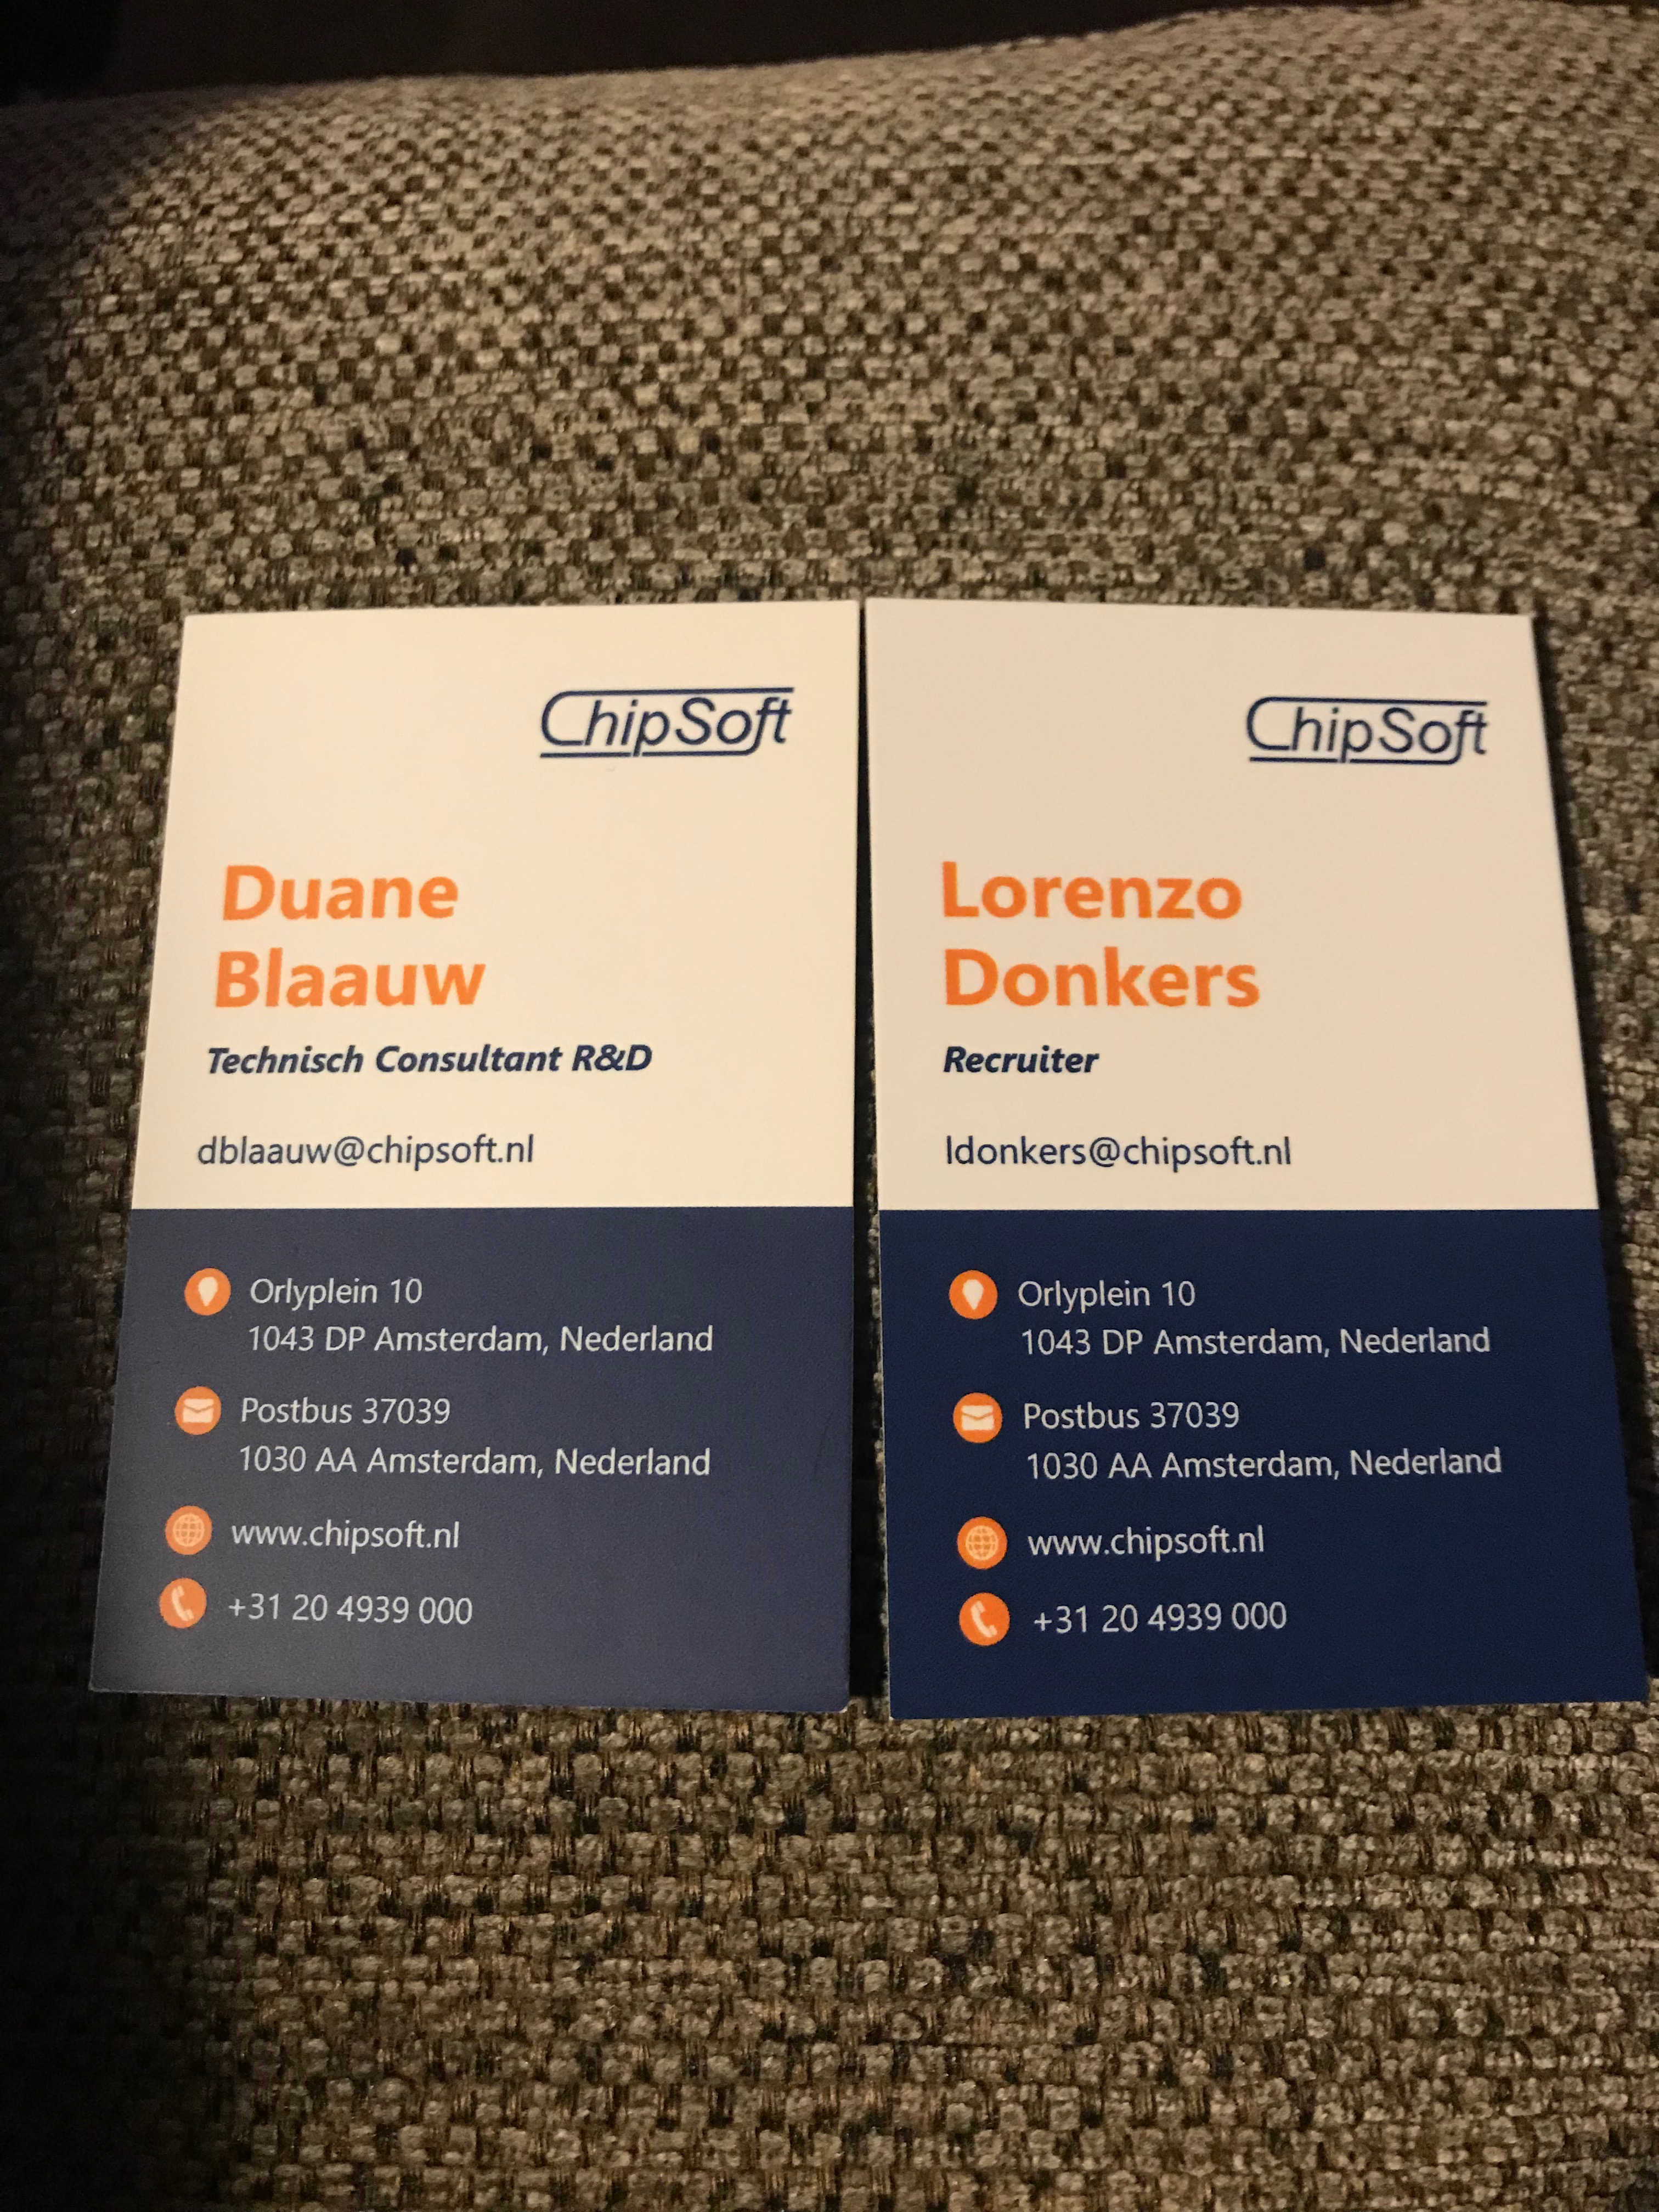 ChipSoft
Duane
Blaauw
Technisch Consultant R&D
dblaauw@chipsoft.nl
Orlyplein 10
1043 DP Amsterdam, Nederland
Postbus 37039
1030 AA Amsterdam, Nederland
www.chipsoft.nl
+31 20 4939 000
ChipSoft
Lorenzo
Donkers
Recruiter
ldonkers@chipsoft.nl
Orlyplein 10
1043 DP Amsterdam, Nederland
Postbus 37039
1030 AA Amsterdam, Nederland
www.chipsoft.nl
+31 20 4939 000